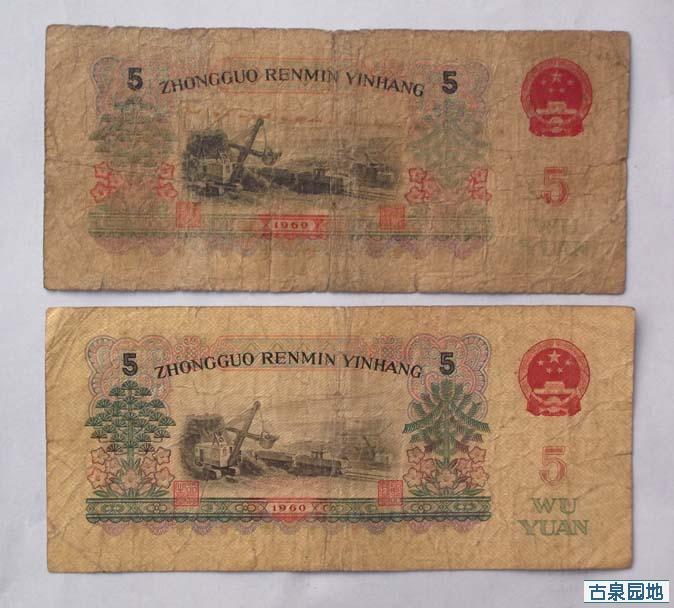 5 ZHONGGUO RENMIN YINHANG 5
5
WU
YUAN
1960
5 ZHONGGUO RENMIN YINHANG 5
5
WU
YUAN
1960
古泉园地